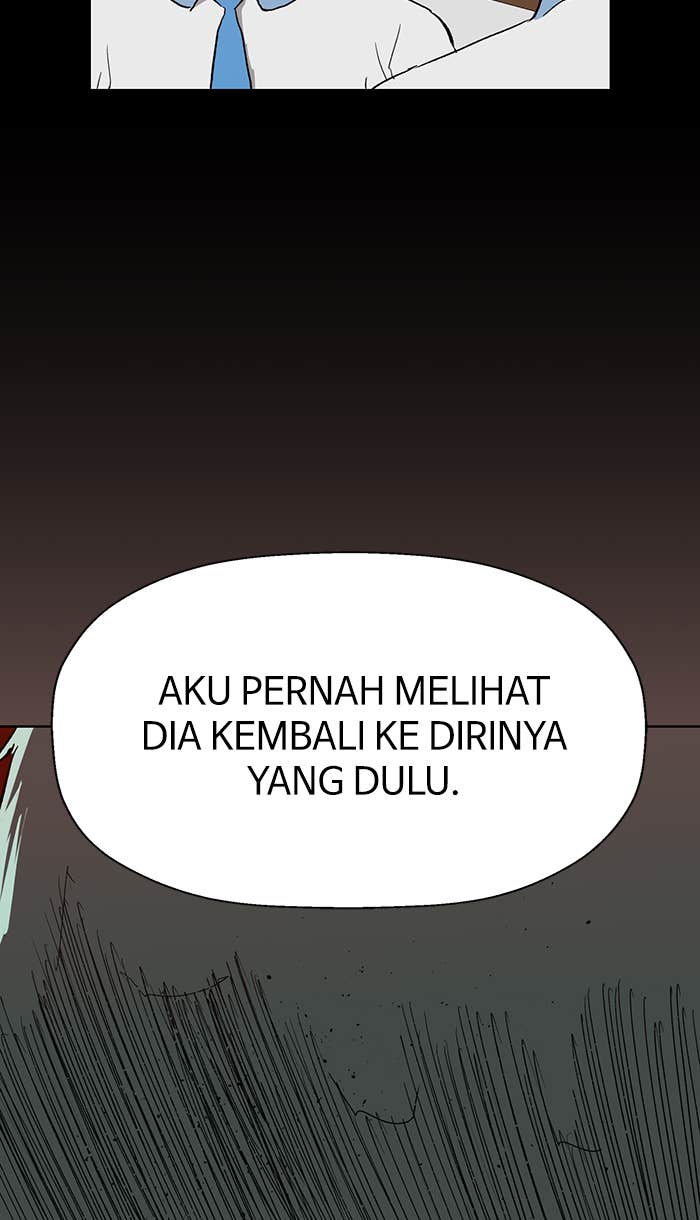 AKU PERNAH MELIHAT
DIA KEMBALI KE DIRINYA
YANG DULU.